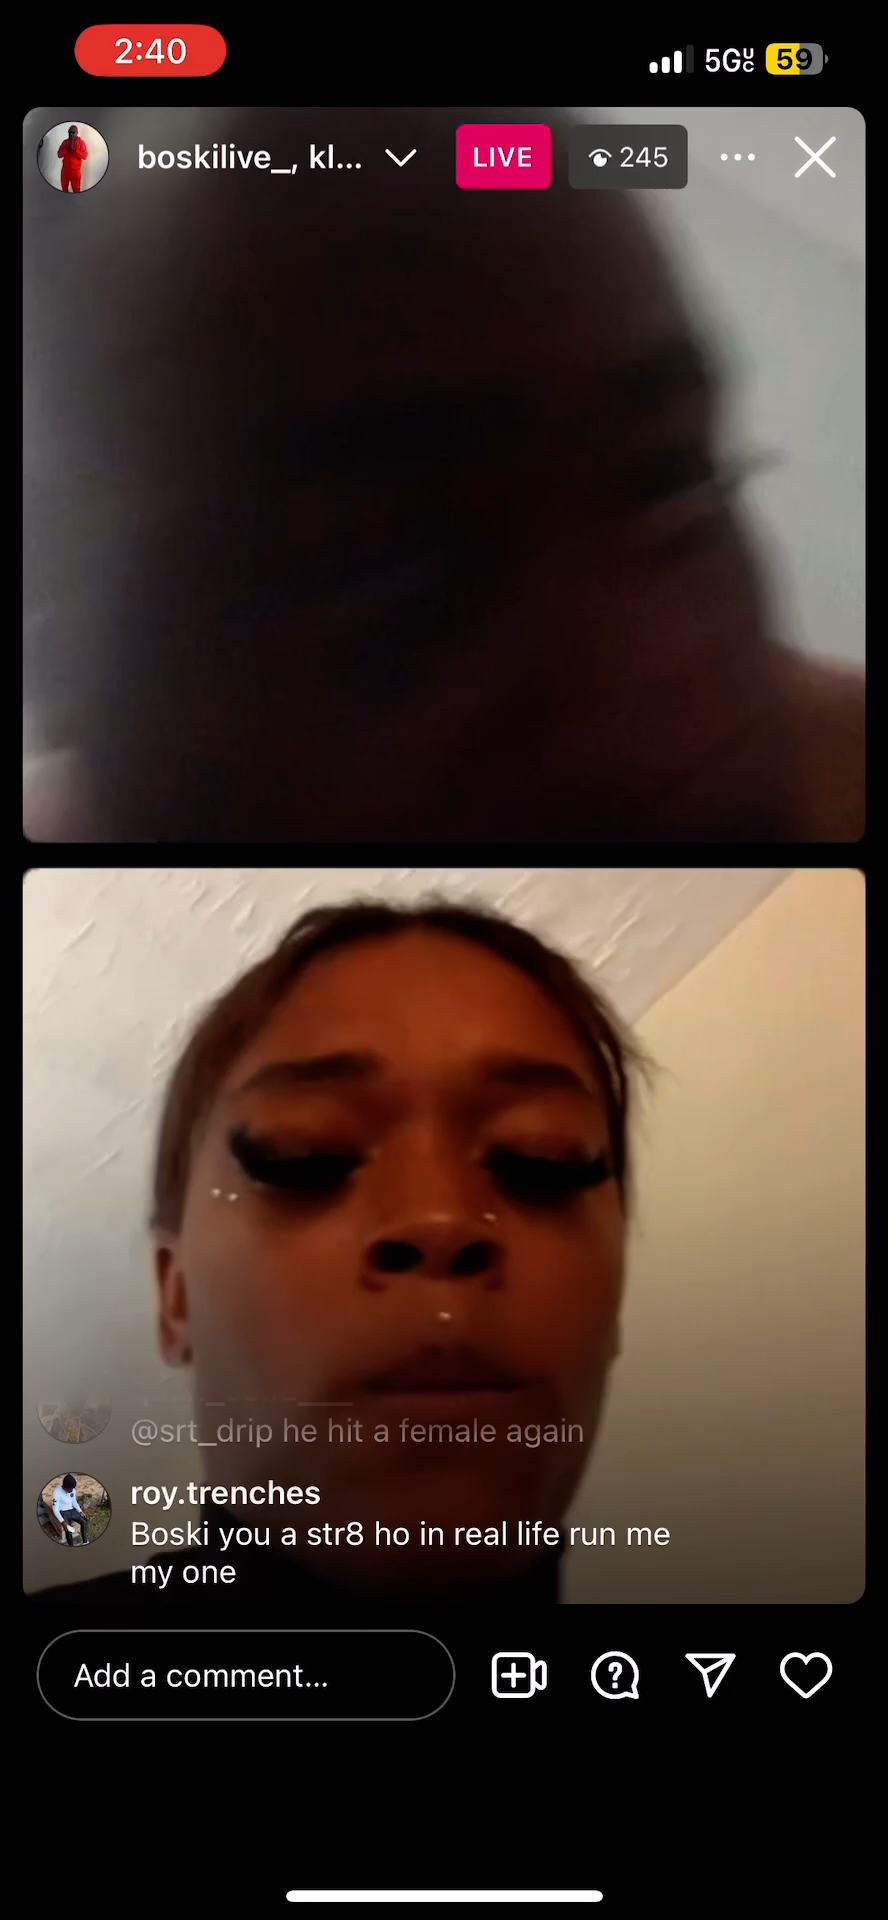 2:40
5G UC
59
boskilive_, kl...
LIVE
245
@srt_drip he hit a female again
roy.trenches
Boski you a str8 ho in real life run me
my one
Add a comment...